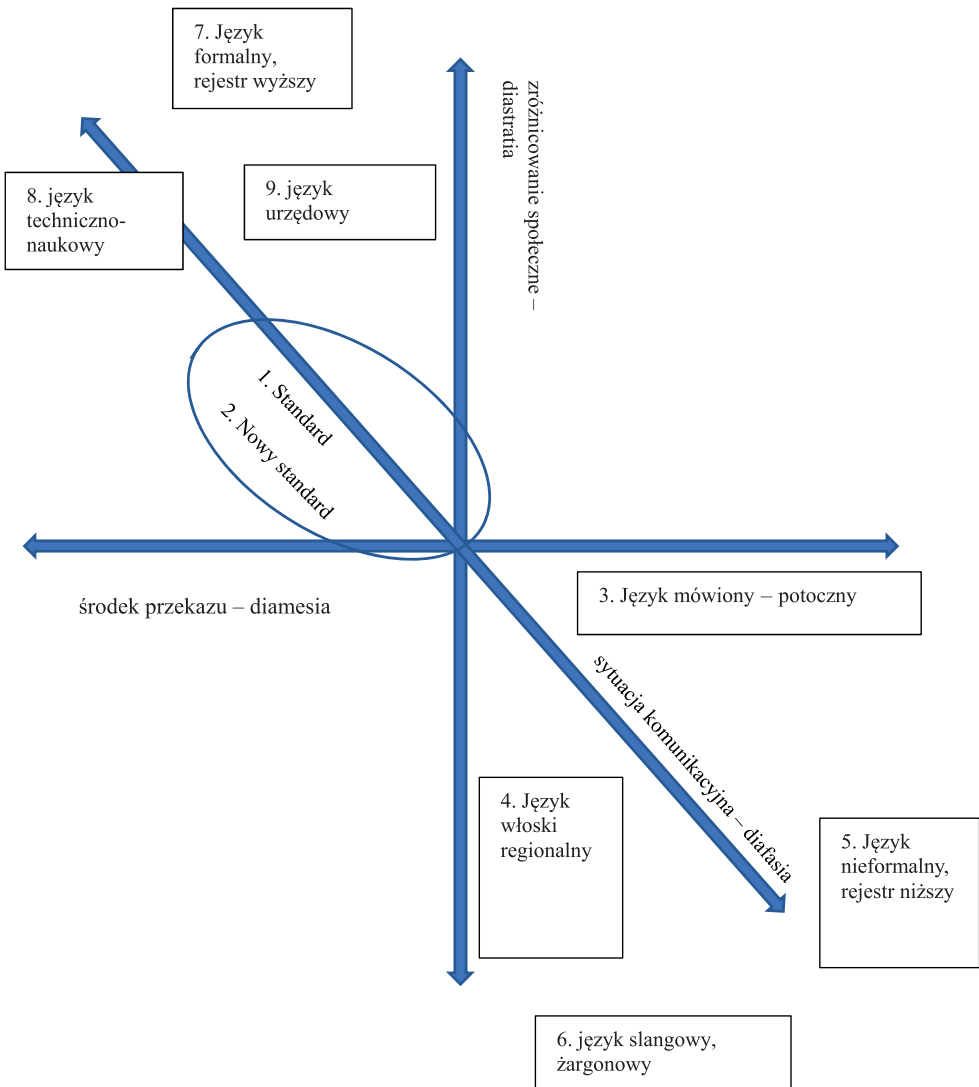 7. Język
formalny,
rejestr wyższy
zróżnicowanie społeczne –
diastratia
8. język
techniczno-
naukowy
9. język
urzędowy
1. Standard
2. Nowy standard
środek przekazu – diamesia
3. Język mówiony – potoczny
sytuacja komunikacyjna – diafasia
4. Język
włoski
regionalny
5. Język
nieformalny,
rejestr niższy
6. język slangowy,
żargonowy